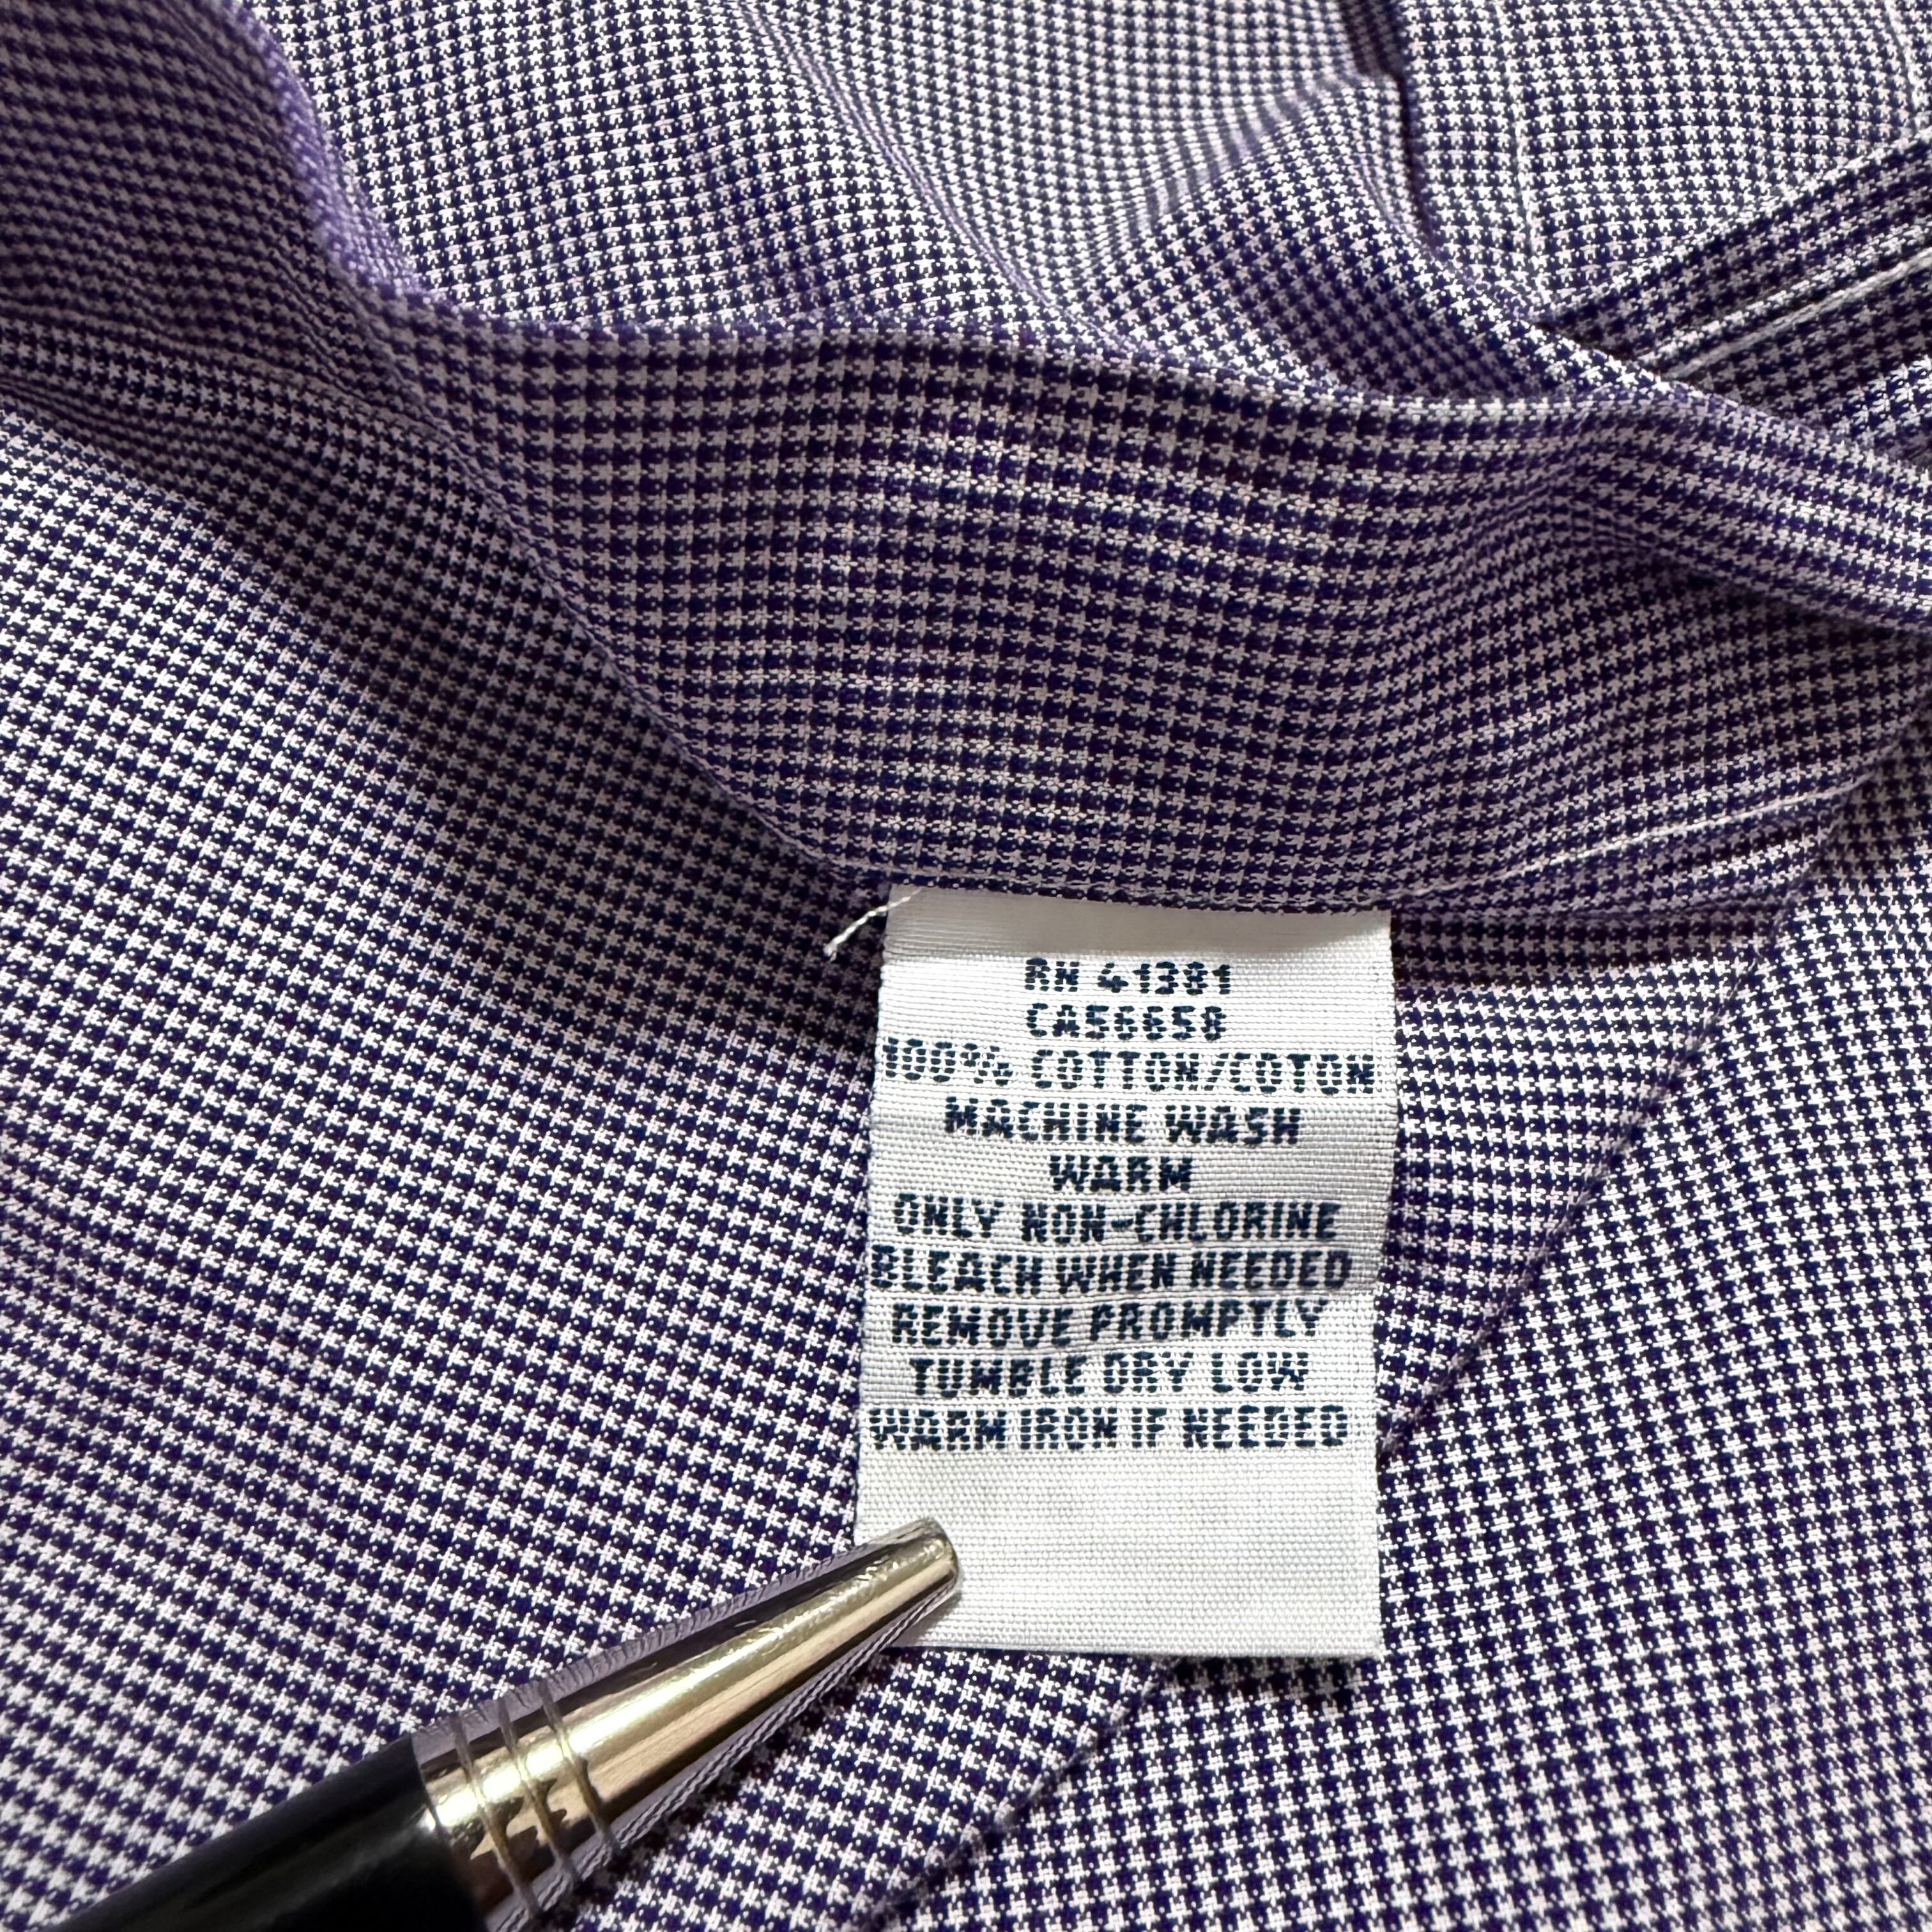 RN 41381
CA56658
100% COTTON/COTON
MACHINE WASH
WARM
ONLY NON-CHLORINE
BLEACH WHEN NEEDED
REMOVE PROMPTLY
TUMBLE DRY LOW
WARM IRON IF NEEDED